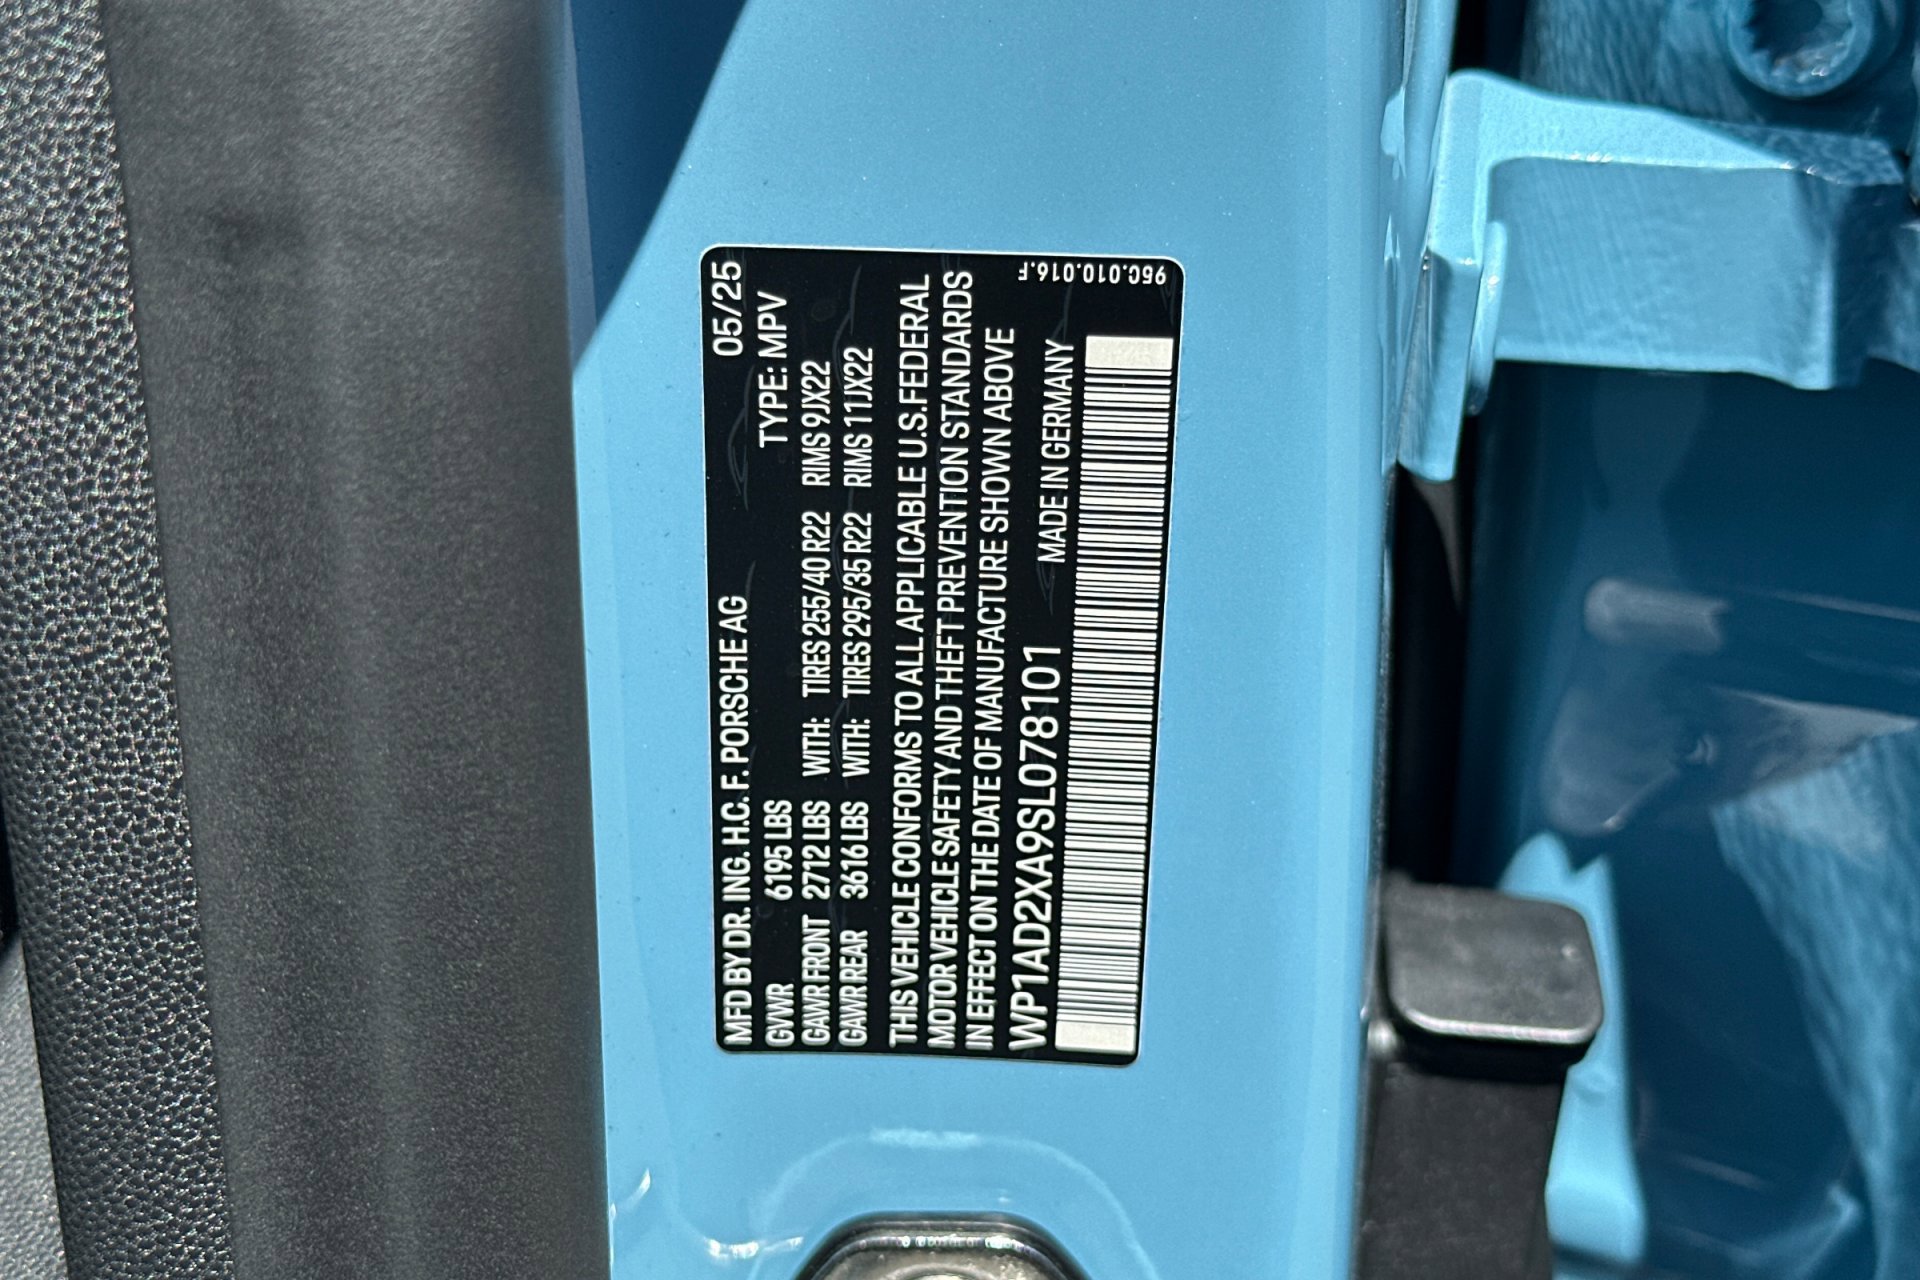 MFD BY DR. ING. H.C. F. PORSCHE AG 05/25
GVWR 6195 LBS TYPE: MPV
GAWR FRONT 2712 LBS WITH: TIRES 255/40 R22 RIMS 9JX22
GAWR REAR 3616 LBS WITH: TIRES 295/35 R22 RIMS 11JX22
THIS VEHICLE CONFORMS TO ALL APPLICABLE U.S. FEDERAL
MOTOR VEHICLE SAFETY AND THEFT PREVENTION STANDARDS
IN EFFECT ON THE DATE OF MANUFACTURE SHOWN ABOVE
WP1AD2XA9SL078101 MADE IN GERMANY
95C.010.016.F